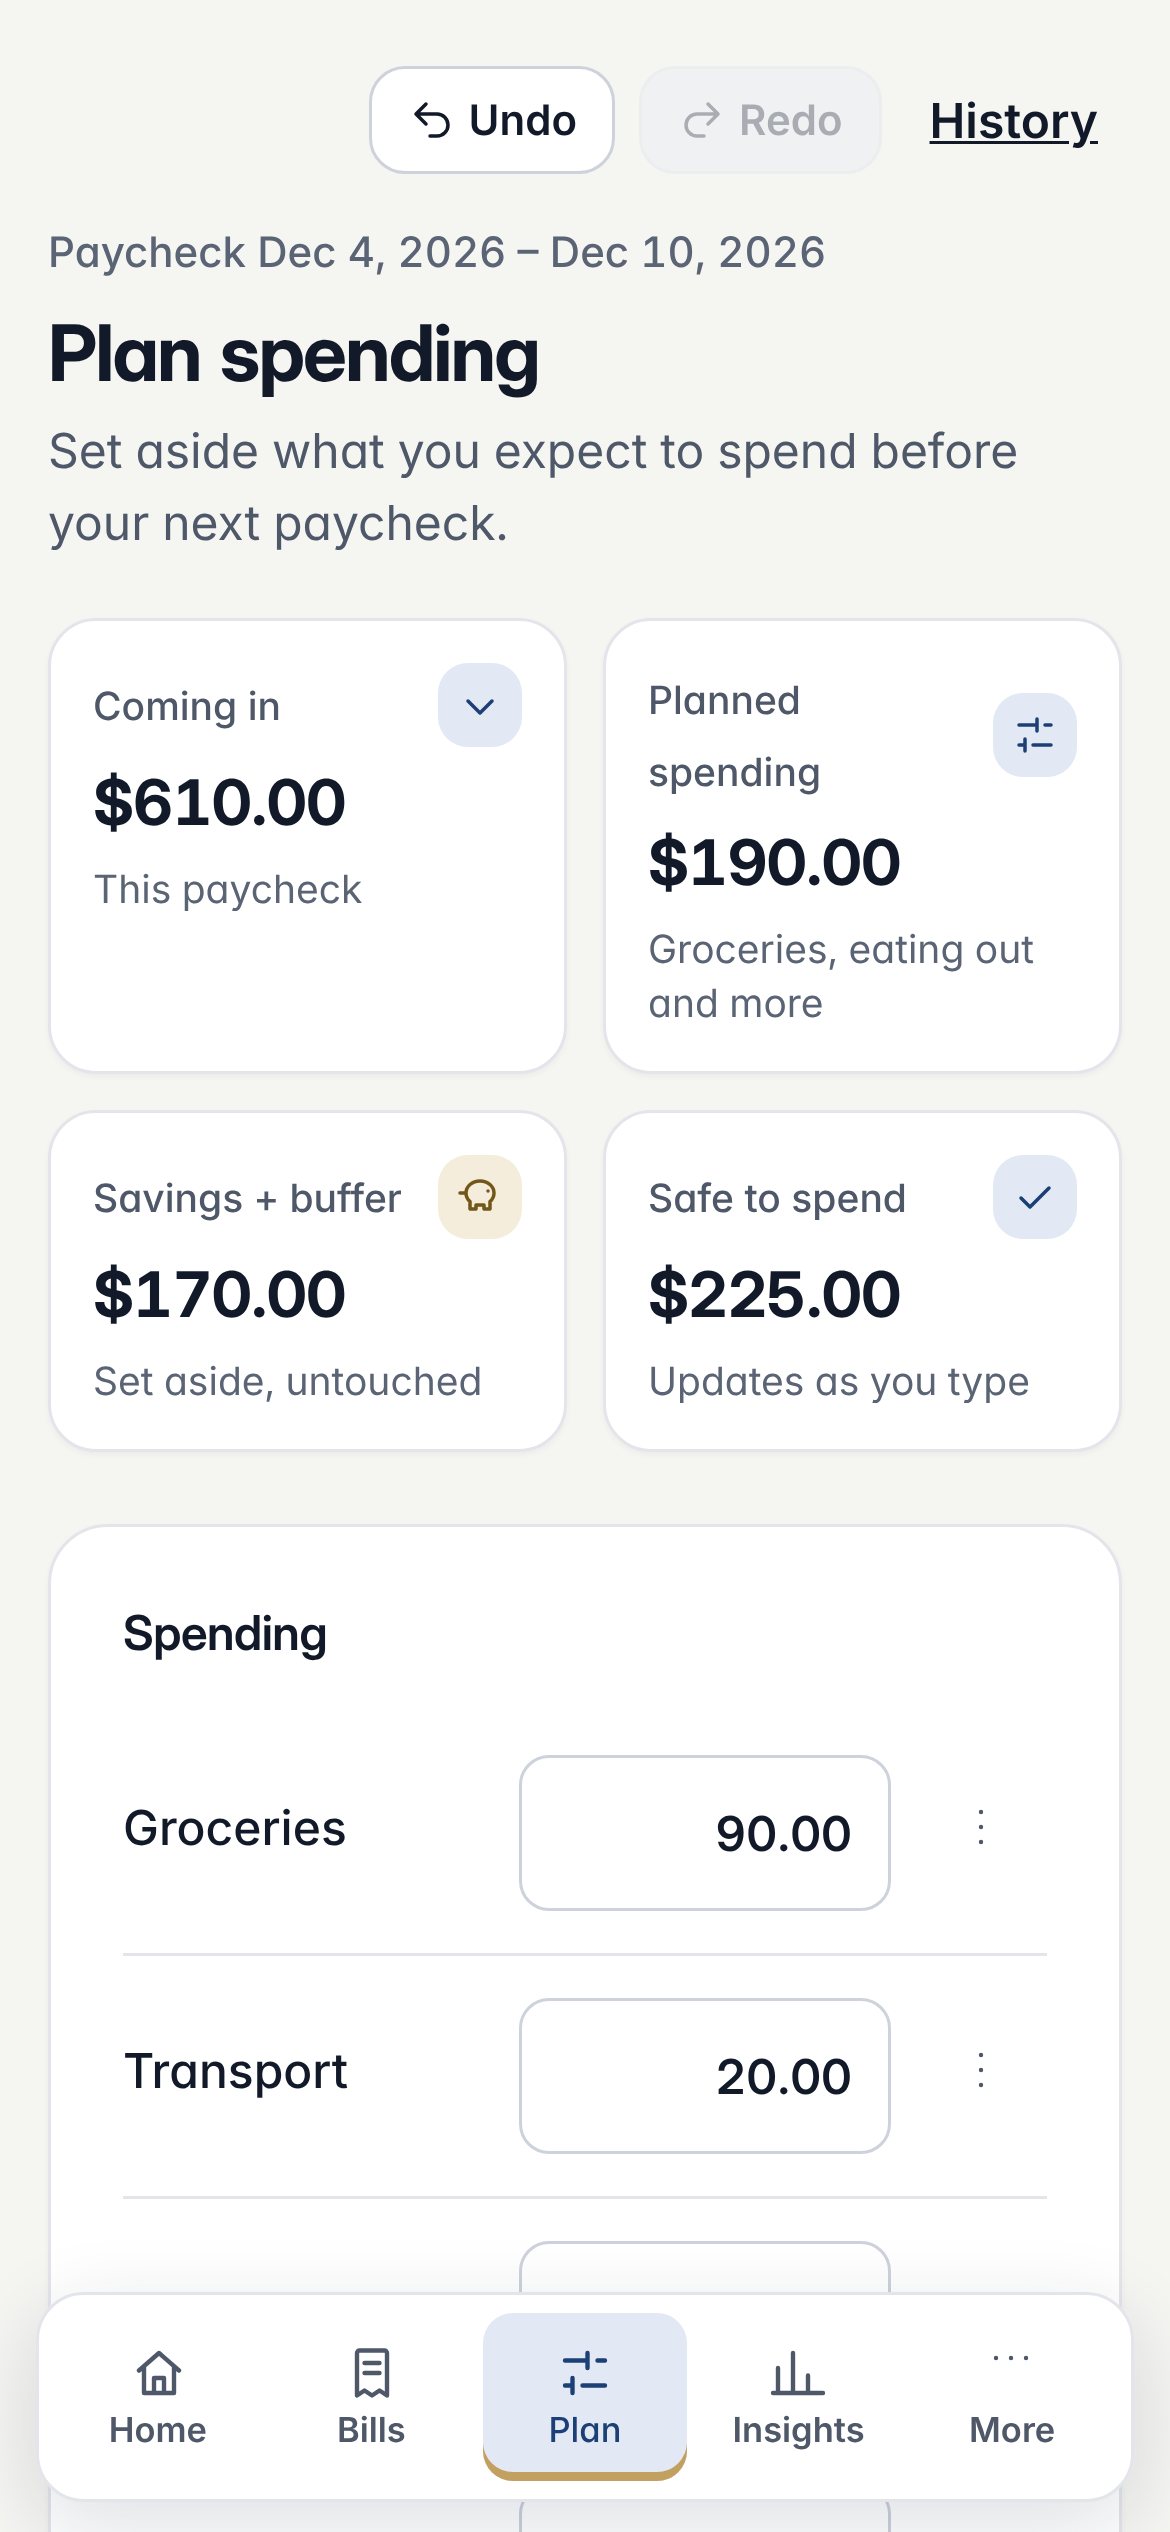 Undo
Redo
History
Paycheck Dec 4, 2026 – Dec 10, 2026
Plan spending
Set aside what you expect to spend before
your next paycheck.
Coming in
$610.00
This paycheck
Planned
spending
$190.00
Groceries, eating out
and more
Savings + buffer
$170.00
Set aside, untouched
Safe to spend
$225.00
Updates as you type
Spending
Groceries
90.00
Transport
20.00
Home
Bills
Plan
Insights
More